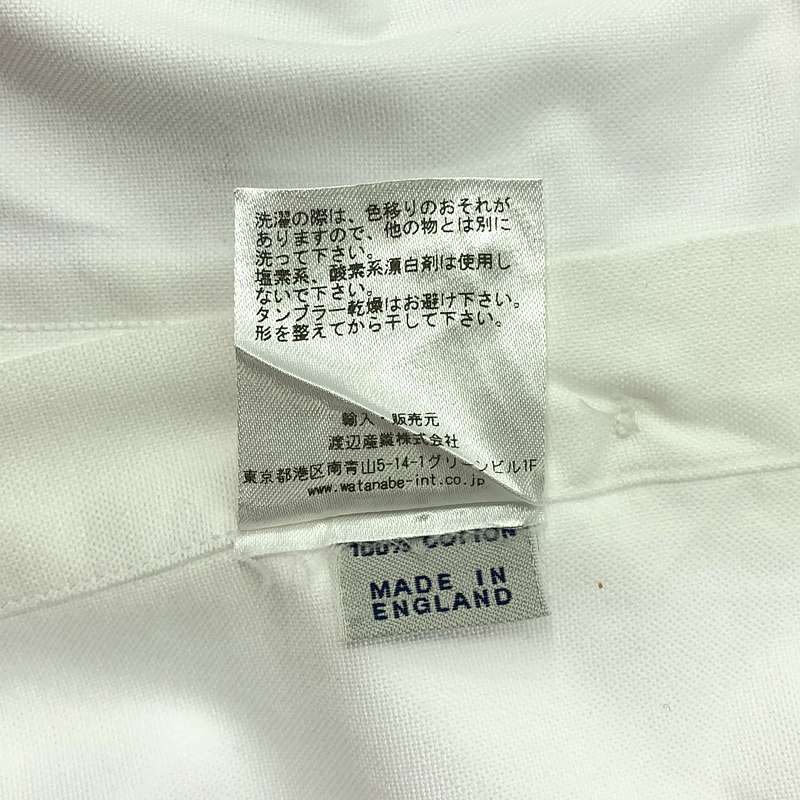 洗濯の際は、色移りのおそれが
ありますので、他の物とは別に
洗って下さい。
塩素系、酸素系漂白剤は使用し
ないで下さい。
タンブラー乾燥はお避け下さい。
形を整えてから干して下さい。
輸入・販売元
渡辺産業株式会社
東京都港区南青山5-14-1グリーンビル1F
www.watanabe-int.co.jp
100% COTTON
MADE IN
ENGLAND